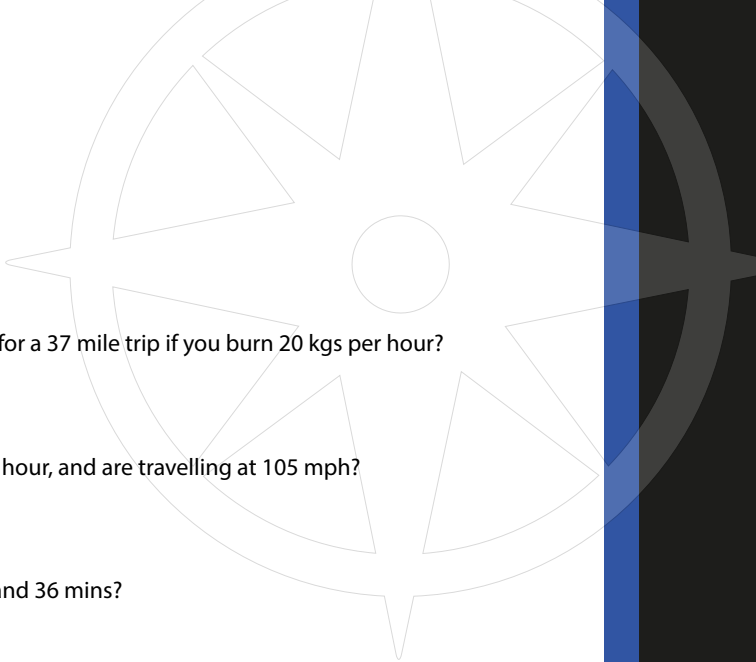 for a 37 mile trip if you burn 20 kgs per hour?
hour, and are travelling at 105 mph?
and 36 mins?